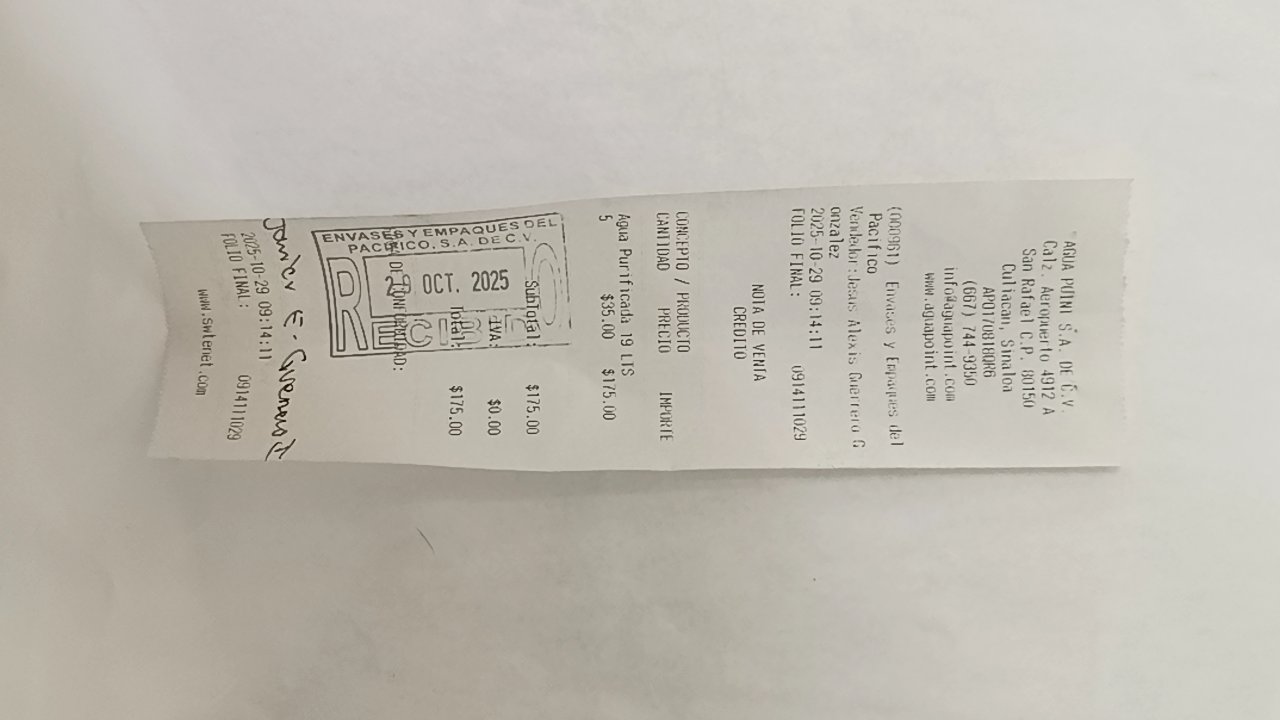 AGUA POINT S.A. DE C.V.
Calz. Aeropuerto 4912 A
San Rafael C.P. 80150
Culiacan, Sinaloa
APO170818QR6
(667) 744-9350
info@aguapoint.com
www.aguapoint.com
(000961) Envases y Empaques del
Pacifico
Vendedor:Jesus Alexis Guerrero G
onzalez
2025-10-29 09:14:11
FOLIO FINAL: 0914111029
NOTA DE VENTA
CREDITO
CONCEPTO / PRODUCTO
CANTIDAD PRECIO IMPORTE
Agua Purificada 19 LTS
5 $35.00 $175.00
SubTotal: $175.00
IVA: $0.00
Total: $175.00
ENVASES Y EMPAQUES DEL
PACIFICO, S.A. DE C.V.
29 OCT. 2025
RECIBIDO
DE CONFORMIDAD:
2025-10-29 09:14:11
FOLIO FINAL: 0914111029
www.swtenet.com